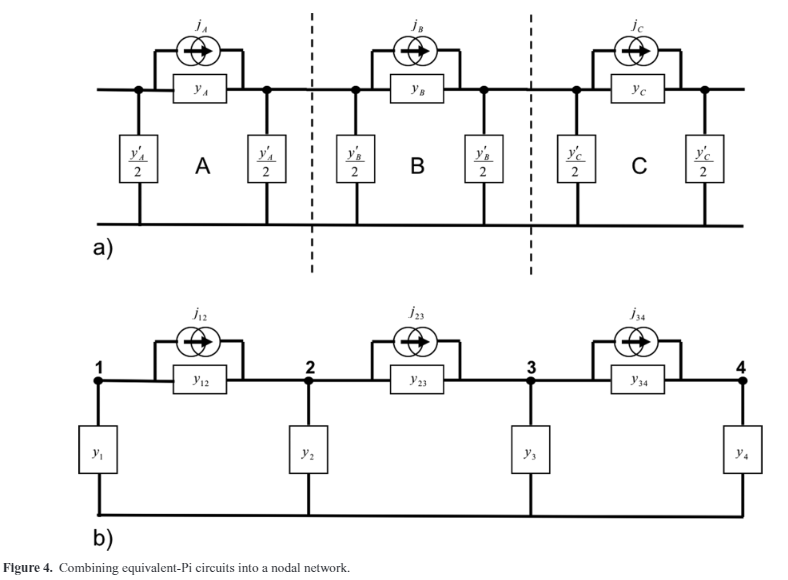 j_A j_B j_C
y_A y_B y_C
y'_A/2 A y'_A/2 y'_B/2 B y'_B/2 y'_C/2 C y'_C/2
a)
j_12 j_23 j_34
1 2 3 4
y_12 y_23 y_34
y_1 y_2 y_3 y_4
b)
Figure 4. Combining equivalent-Pi circuits into a nodal network.